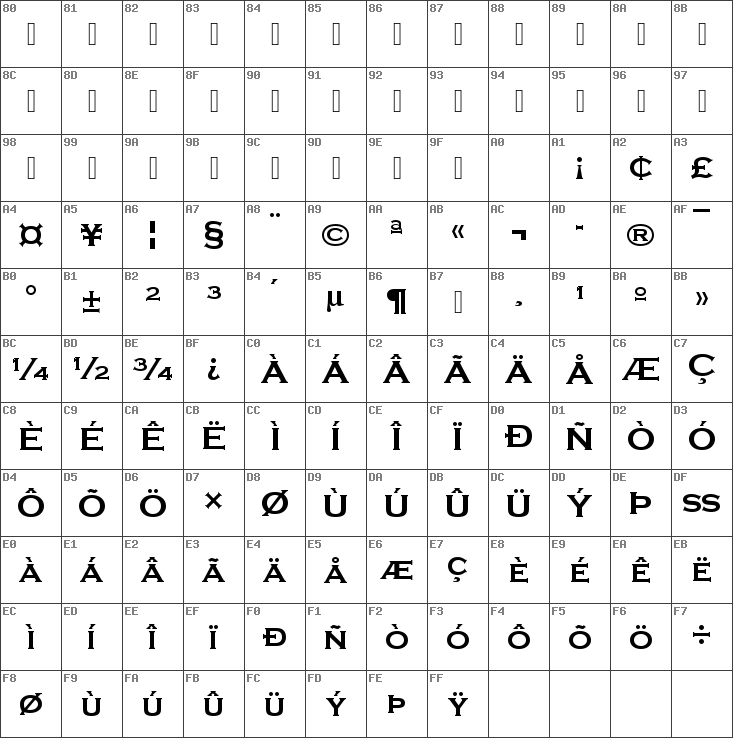 80 81 82 83 84 85 86 87 88 89 8A 8B
8C 8D 8E 8F 90 91 92 93 94 95 96 97
98 99 9A 9B 9C 9D 9E 9F A0 A1 A2 A3
¡ ¢ £
A4 A5 A6 A7 A8 A9 AA AB AC AD AE AF
¤ ¥ ¦ § ¨ © ª « ¬ - ® ¯
B0 B1 B2 B3 B4 B5 B6 B7 B8 B9 BA BB
° ± ² ³ ´ µ ¶ ¸ ¹ º »
BC BD BE BF C0 C1 C2 C3 C4 C5 C6 C7
¼ ½ ¾ ¿ À Á Â Ã Ä Å Æ Ç
C8 C9 CA CB CC CD CE CF D0 D1 D2 D3
È É Ê Ë Ì Í Î Ï Ð Ñ Ò Ó
D4 D5 D6 D7 D8 D9 DA DB DC DD DE DF
Ô Õ Ö × Ø Ù Ú Û Ü Ý Þ SS
E0 E1 E2 E3 E4 E5 E6 E7 E8 E9 EA EB
À Á Â Ã Ä Å Æ Ç È É Ê Ë
EC ED EE EF F0 F1 F2 F3 F4 F5 F6 F7
Ì Í Î Ï Ð Ñ Ò Ó Ô Õ Ö ÷
F8 F9 FA FB FC FD FE FF
Ø Ù Ú Û Ü Ý Þ Ÿ